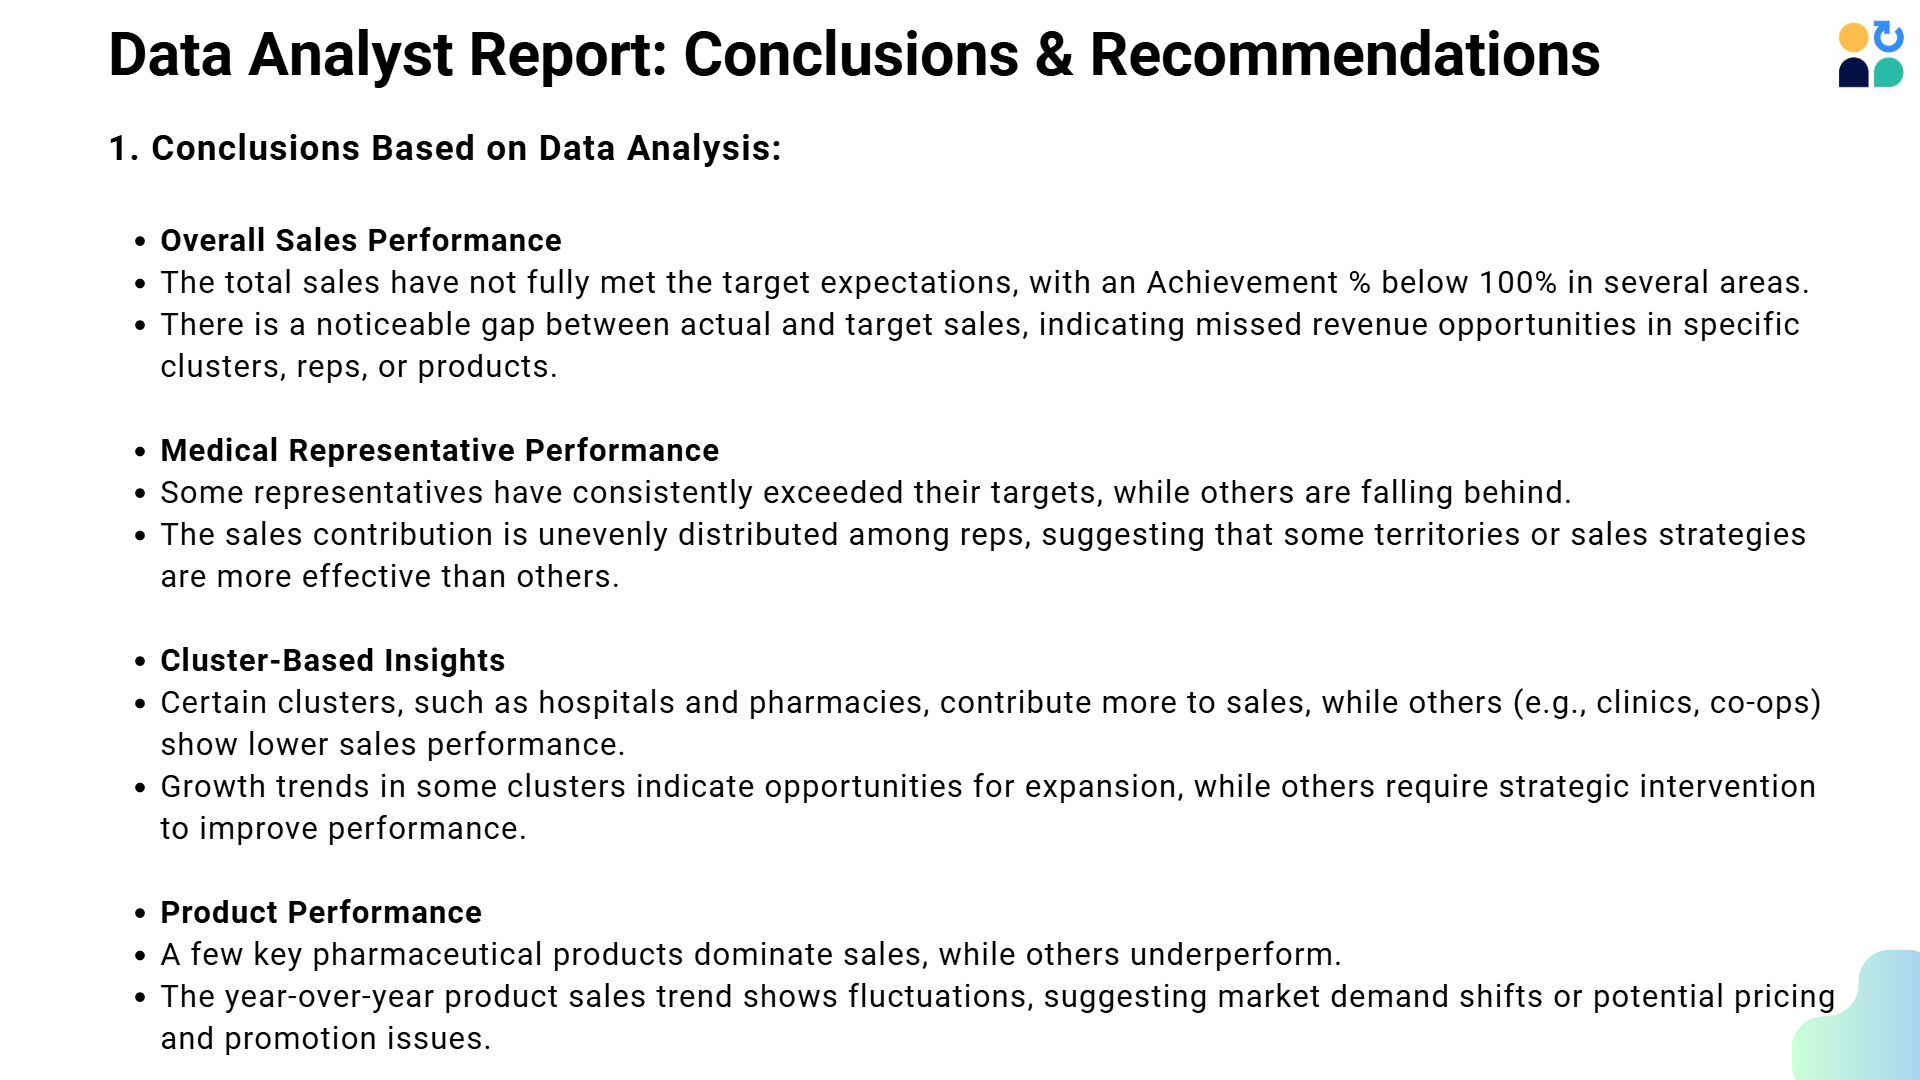 Data Analyst Report: Conclusions & Recommendations
1. Conclusions Based on Data Analysis:
• Overall Sales Performance
• The total sales have not fully met the target expectations, with an Achievement % below 100% in several areas.
• There is a noticeable gap between actual and target sales, indicating missed revenue opportunities in specific
clusters, reps, or products.
• Medical Representative Performance
• Some representatives have consistently exceeded their targets, while others are falling behind.
• The sales contribution is unevenly distributed among reps, suggesting that some territories or sales strategies
are more effective than others.
• Cluster-Based Insights
• Certain clusters, such as hospitals and pharmacies, contribute more to sales, while others (e.g., clinics, co-ops)
show lower sales performance.
• Growth trends in some clusters indicate opportunities for expansion, while others require strategic intervention
to improve performance.
• Product Performance
• A few key pharmaceutical products dominate sales, while others underperform.
• The year-over-year product sales trend shows fluctuations, suggesting market demand shifts or potential pricing
and promotion issues.